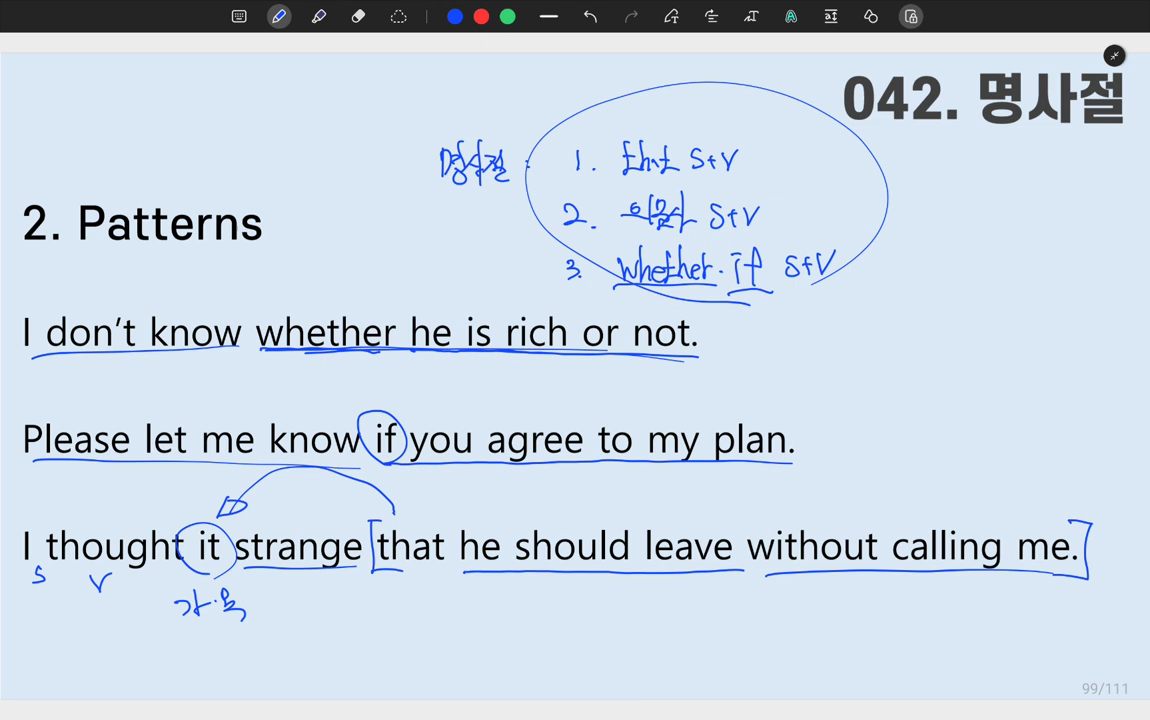 042. 명사절
명사절 : 1. that S+V
2. 의문사 S+V
3. whether · if S+V
2. Patterns
I don't know whether he is rich or not.
Please let me know if you agree to my plan.
I thought it strange [that he should leave without calling me.]
S V
가·목
99/111